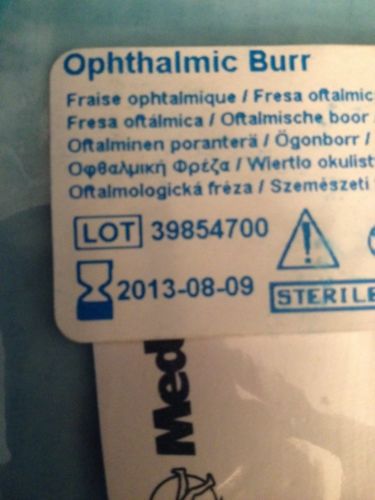 Ophthalmic Burr
Fraise ophtalmique / Fresa oftalmic
Fresa oftálmica / Oftalmische boor
Oftalminen poranterä / Ögonborr /
Οφθαλμική Φρέζα / Wiertło okulist
Oftalmologická fréza / Szemészeti
LOT 39854700
2013-08-09
STERILE
Med